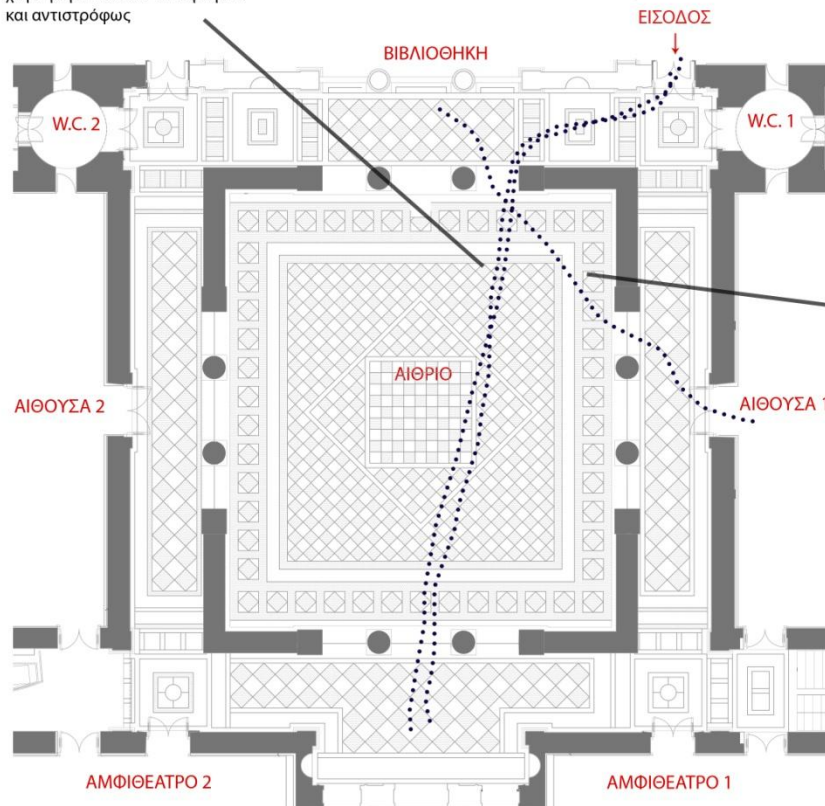 και αντιστρόφως
ΕΙΣΟΔΟΣ
ΒΙΒΛΙΟΘΗΚΗ
W.C. 2
W.C. 1
ΑΙΘΡΙΟ
ΑΙΘΟΥΣΑ 2
ΑΙΘΟΥΣΑ 1
ΑΜΦΙΘΕΑΤΡΟ 2
ΑΜΦΙΘΕΑΤΡΟ 1